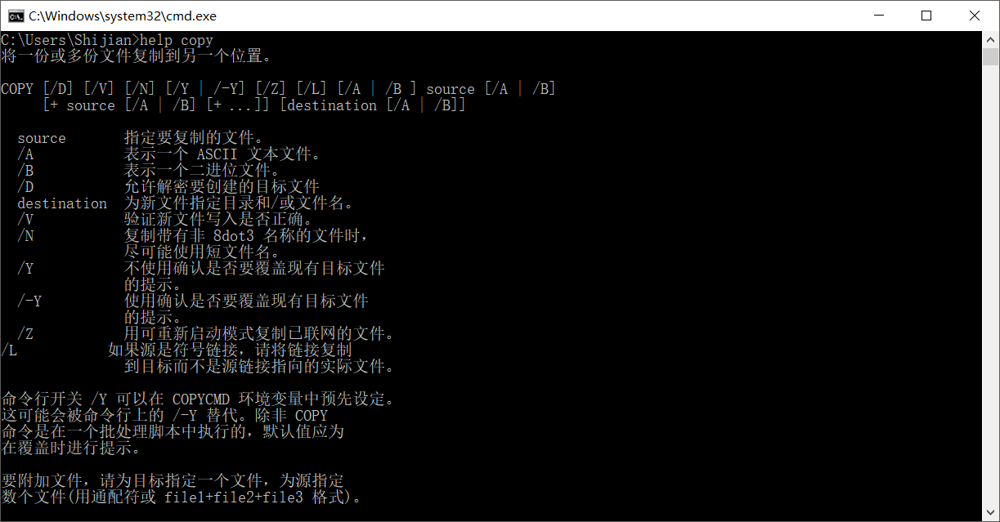 C:\Windows\system32\cmd.exe
C:\Users\Shijian>help copy
将一份或多份文件复制到另一个位置。
COPY [/D] [/V] [/N] [/Y | /-Y] [/Z] [/L] [/A | /B ] source [/A | /B]
[+ source [/A | /B] [+ ...]] [destination [/A | /B]]
source 指定要复制的文件。
/A 表示一个 ASCII 文本文件。
/B 表示一个二进位文件。
/D 允许解密要创建的目标文件
destination 为新文件指定目录和/或文件名。
/V 验证新文件写入是否正确。
/N 复制带有非 8dot3 名称的文件时，
尽可能使用短文件名。
/Y 不使用确认是否要覆盖现有目标文件
的提示。
/-Y 使用确认是否要覆盖现有目标文件
的提示。
/Z 用可重新启动模式复制已联网的文件。
/L 如果源是符号链接，请将链接复制
到目标而不是源链接指向的实际文件。
命令行开关 /Y 可以在 COPYCMD 环境变量中预先设定。
这可能会被命令行上的 /-Y 替代。除非 COPY
命令是在一个批处理脚本中执行的，默认值应为
在覆盖时进行提示。
要附加文件，请为目标指定一个文件，为源指定
数个文件(用通配符或 file1+file2+file3 格式)。